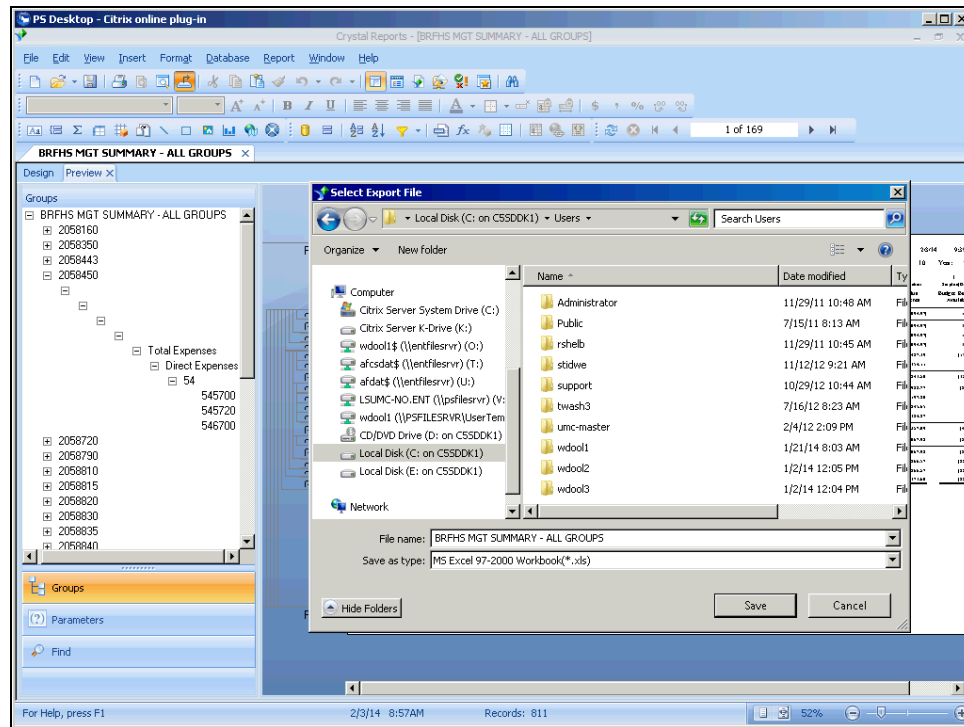 PS Desktop - Citrix online plug-in
Crystal Reports - [BRFHS MGT SUMMARY - ALL GROUPS]
File Edit View Insert Format Database Report Window Help
1 of 169
BRFHS MGT SUMMARY - ALL GROUPS
Design Preview
Groups
BRFHS MGT SUMMARY - ALL GROUPS
2058160
2058350
2058443
2058450
Total Expenses
Direct Expenses
54
545700
545720
546700
2058720
2058790
2058810
2058815
2058820
2058830
2058835
2058840
Groups
Parameters
Find
Select Export File
Local Disk (C: on C5SDDK1) Users
Search Users
Organize New folder
Computer
Citrix Server System Drive (C:)
Citrix Server K-Drive (K:)
wdool1$ (\\entfilesrvr) (O:)
afcsdat$ (\\entfilesrvr) (T:)
afdat$ (\\entfilesrvr) (U:)
LSUMC-NO.ENT (\\psfilesrvr) (V:
wdool1 (\\PSFILESRVR\UserTem
CD/DVD Drive (D: on C5SDDK1)
Local Disk (C: on C5SDDK1)
Local Disk (E: on C5SDDK1)
Network
Name Date modified Ty
Administrator 11/29/11 10:48 AM Fil
Public 7/15/11 8:13 AM Fil
rshelb 11/29/11 10:45 AM Fil
stidwe 11/12/12 9:21 AM Fil
support 10/29/12 10:44 AM Fil
twash3 7/16/12 8:23 AM Fil
umc-master 2/4/12 2:09 PM Fil
wdool1 1/21/14 8:03 AM Fil
wdool2 1/2/14 12:05 PM Fil
wdool3 1/2/14 12:04 PM Fil
File name: BRFHS MGT SUMMARY - ALL GROUPS
Save as type: MS Excel 97-2000 Workbook(*.xls)
Hide Folders
Save Cancel
For Help, press F1 2/3/14 8:57AM Records: 811 52%